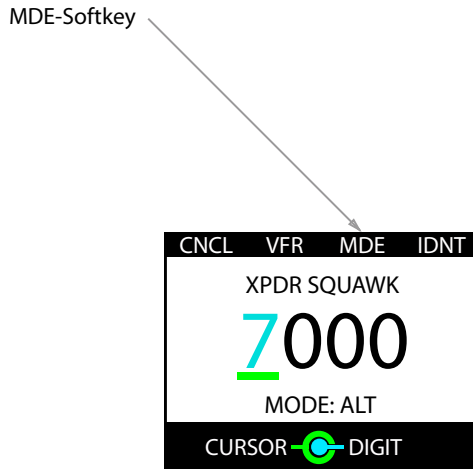 MDE-Softkey
CNCL VFR MDE IDNT
XPDR SQUAWK
7000
MODE: ALT
CURSOR DIGIT